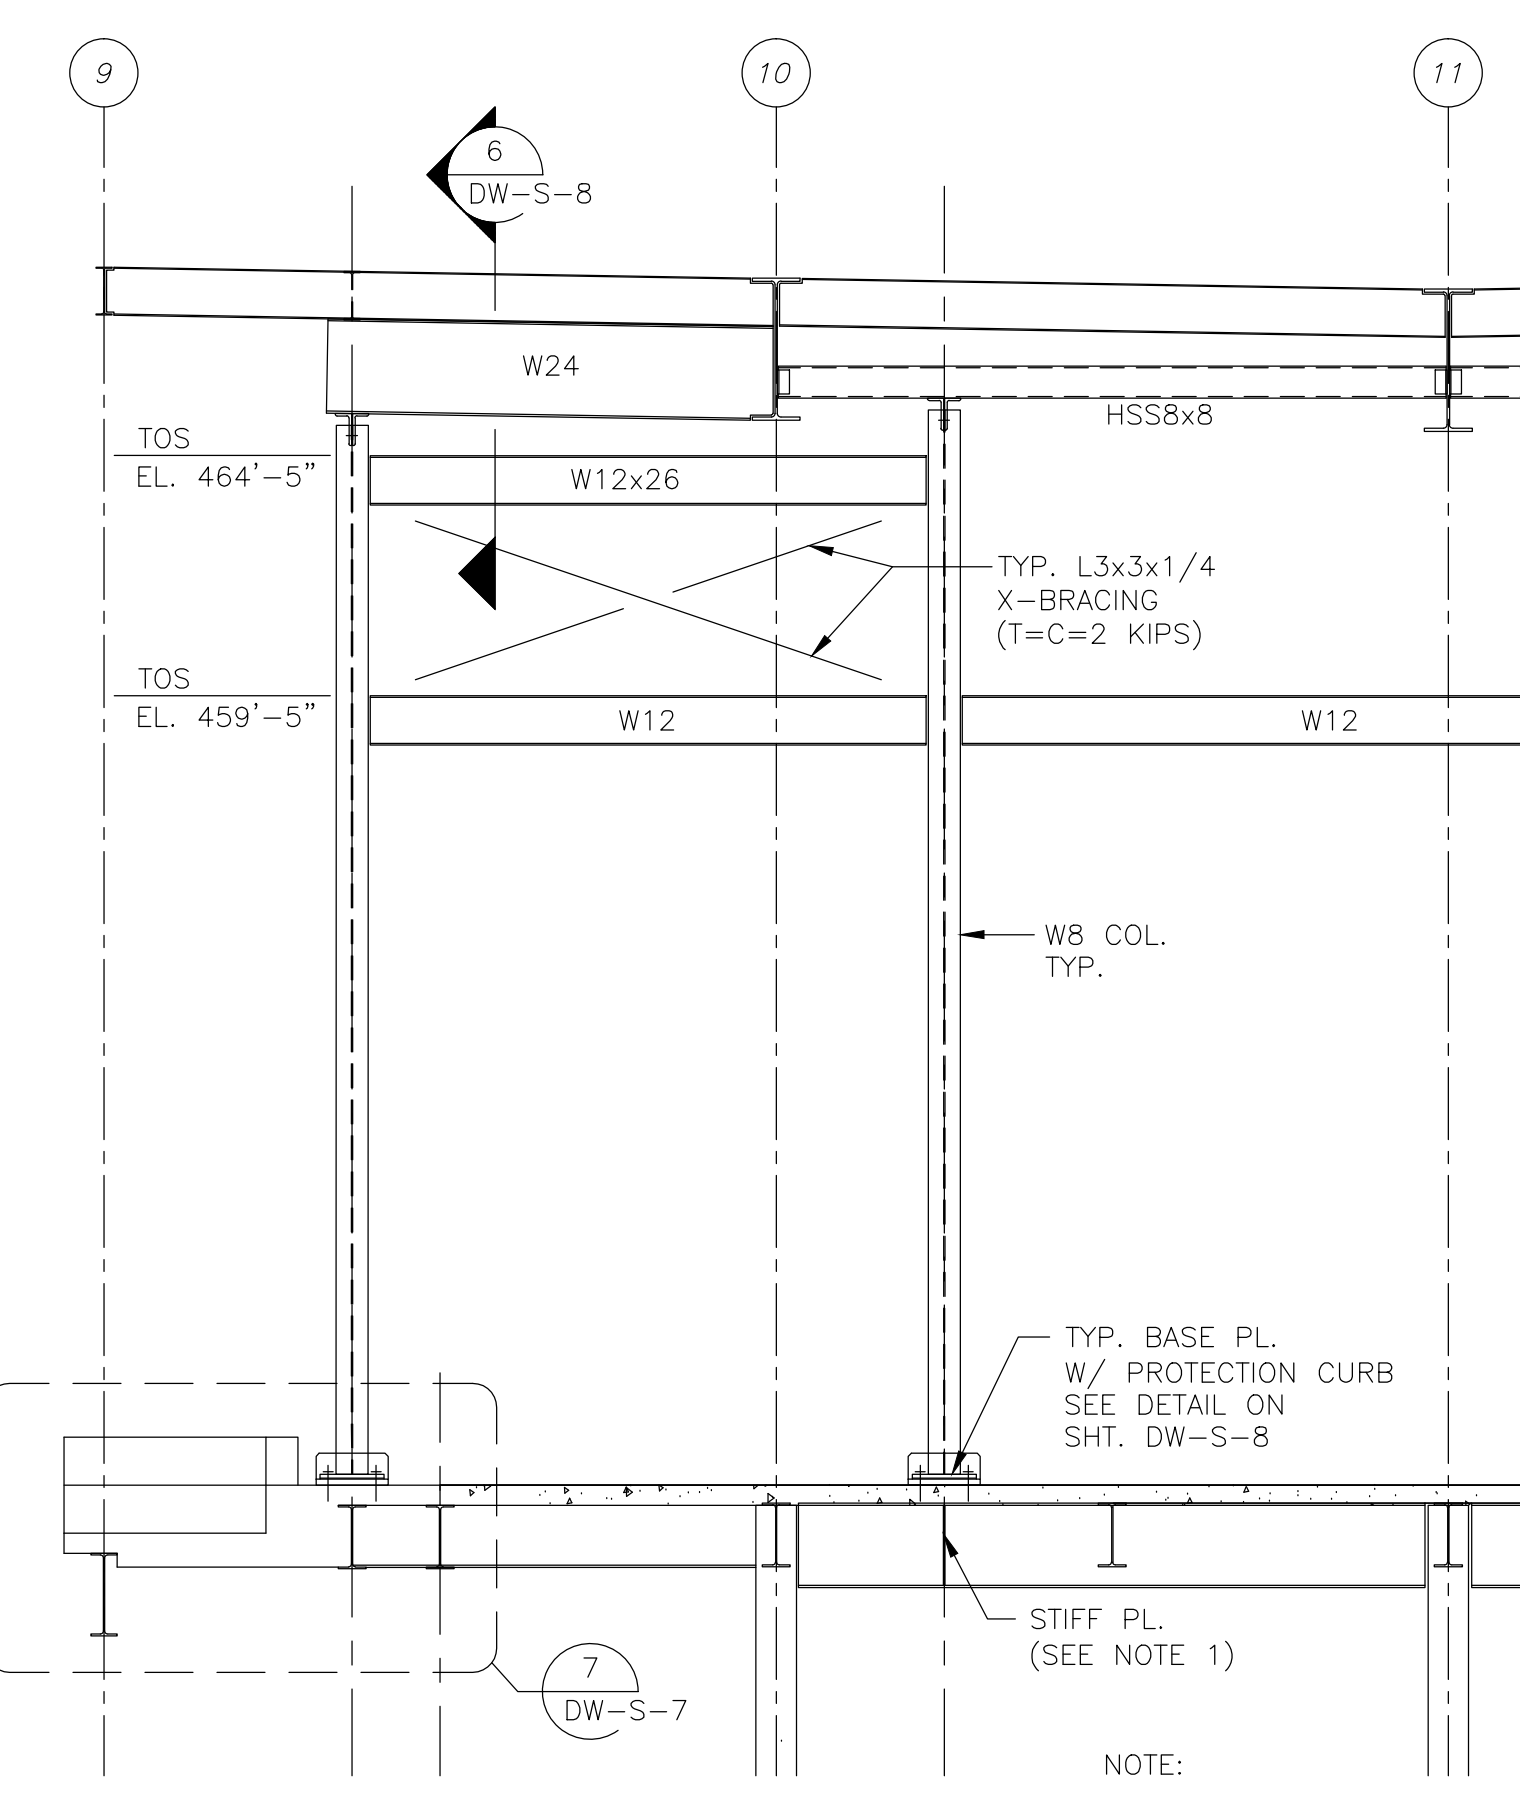 9
10
11
6
DW-S-8
W24
HSS8x8
TOS
EL. 464'-5"
W12x26
TYP. L3x3x1/4
X-BRACING
(T=C=2 KIPS)
TOS
EL. 459'-5"
W12
W12
W8 COL.
TYP.
TYP. BASE PL.
W/ PROTECTION CURB
SEE DETAIL ON
SHT. DW-S-8
STIFF PL.
(SEE NOTE 1)
7
DW-S-7
NOTE: